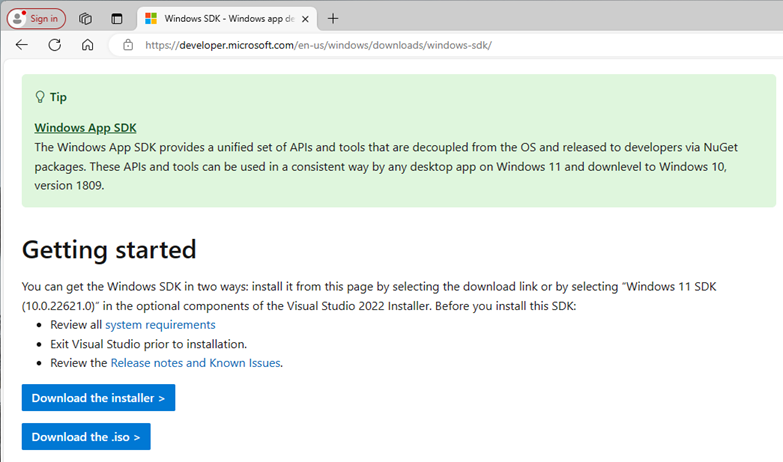 Sign in
Windows SDK - Windows app de
https://developer.microsoft.com/en-us/windows/downloads/windows-sdk/
Tip
Windows App SDK
The Windows App SDK provides a unified set of APIs and tools that are decoupled from the OS and released to developers via NuGet
packages. These APIs and tools can be used in a consistent way by any desktop app on Windows 11 and downlevel to Windows 10,
version 1809.
Getting started
You can get the Windows SDK in two ways: install it from this page by selecting the download link or by selecting "Windows 11 SDK
(10.0.22621.0)" in the optional components of the Visual Studio 2022 Installer. Before you install this SDK:
• Review all system requirements
• Exit Visual Studio prior to installation.
• Review the Release notes and Known Issues.
Download the installer >
Download the .iso >